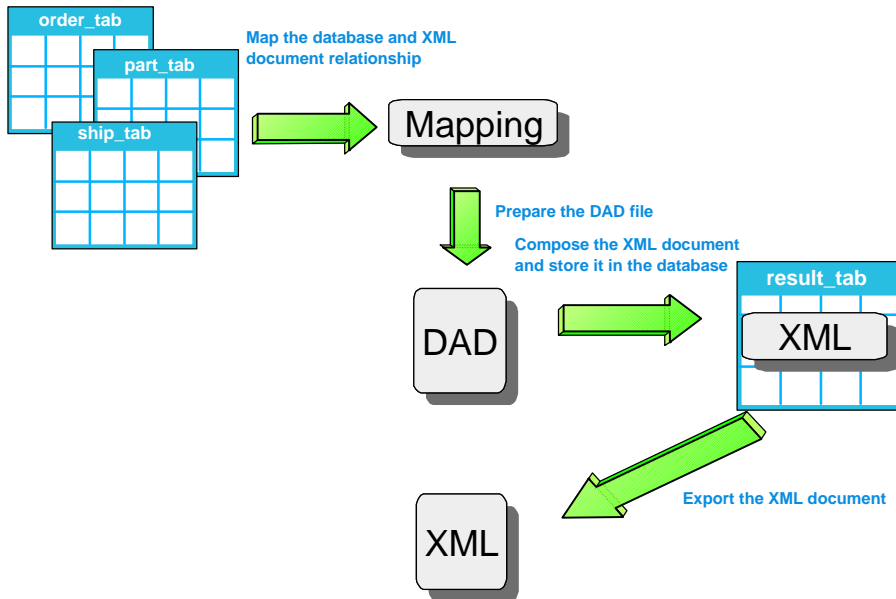 order_tab
part_tab
ship_tab
Map the database and XML
document relationship
Mapping
Prepare the DAD file
Compose the XML document
and store it in the database
DAD
result_tab
XML
Export the XML document
XML